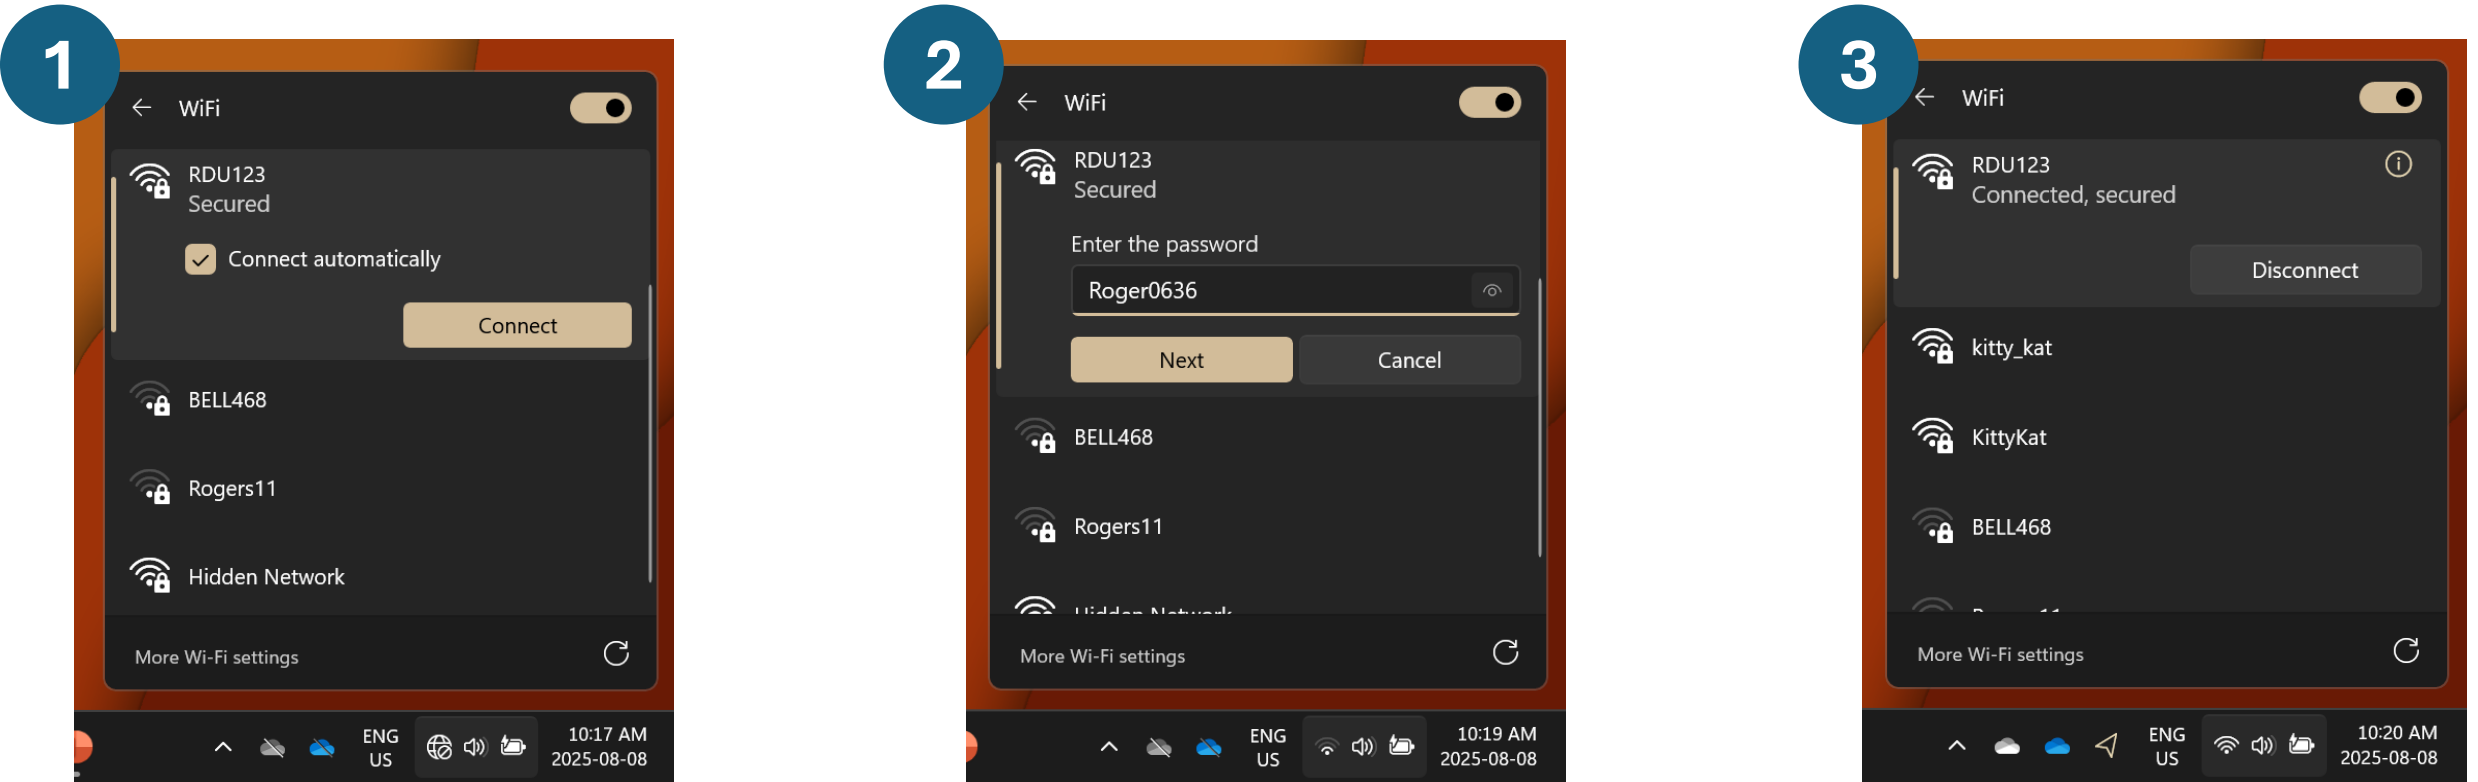 1
WiFi
RDU123
Secured
Connect automatically
Connect
BELL468
Rogers11
Hidden Network
More Wi-Fi settings
ENG
US
10:17 AM
2025-08-08
2
WiFi
RDU123
Secured
Enter the password
Roger0636
Next Cancel
BELL468
Rogers11
Hidden Network
More Wi-Fi settings
ENG
US
10:19 AM
2025-08-08
3
WiFi
RDU123
Connected, secured
Disconnect
kitty_kat
KittyKat
BELL468
More Wi-Fi settings
ENG
US
10:20 AM
2025-08-08